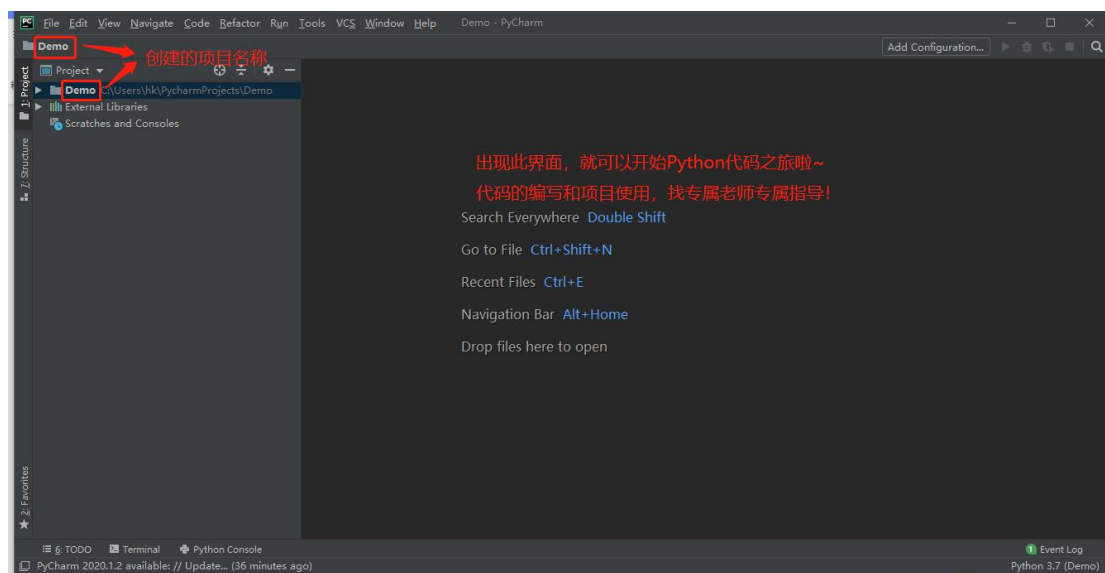 File Edit View Navigate Code Refactor Run Tools VCS Window Help Demo - PyCharm
Demo
创建的项目名称
Add Configuration...
Project
Demo C:\Users\hk\PycharmProjects\Demo
External Libraries
Scratches and Consoles
1: Project
7: Structure
2: Favorites
出现此界面，就可以开始Python代码之旅啦~
代码的编写和项目使用，找专属老师专属指导！
Search Everywhere Double Shift
Go to File Ctrl+Shift+N
Recent Files Ctrl+E
Navigation Bar Alt+Home
Drop files here to open
6: TODO Terminal Python Console
1 Event Log
PyCharm 2020.1.2 available: // Update... (36 minutes ago)
Python 3.7 (Demo)